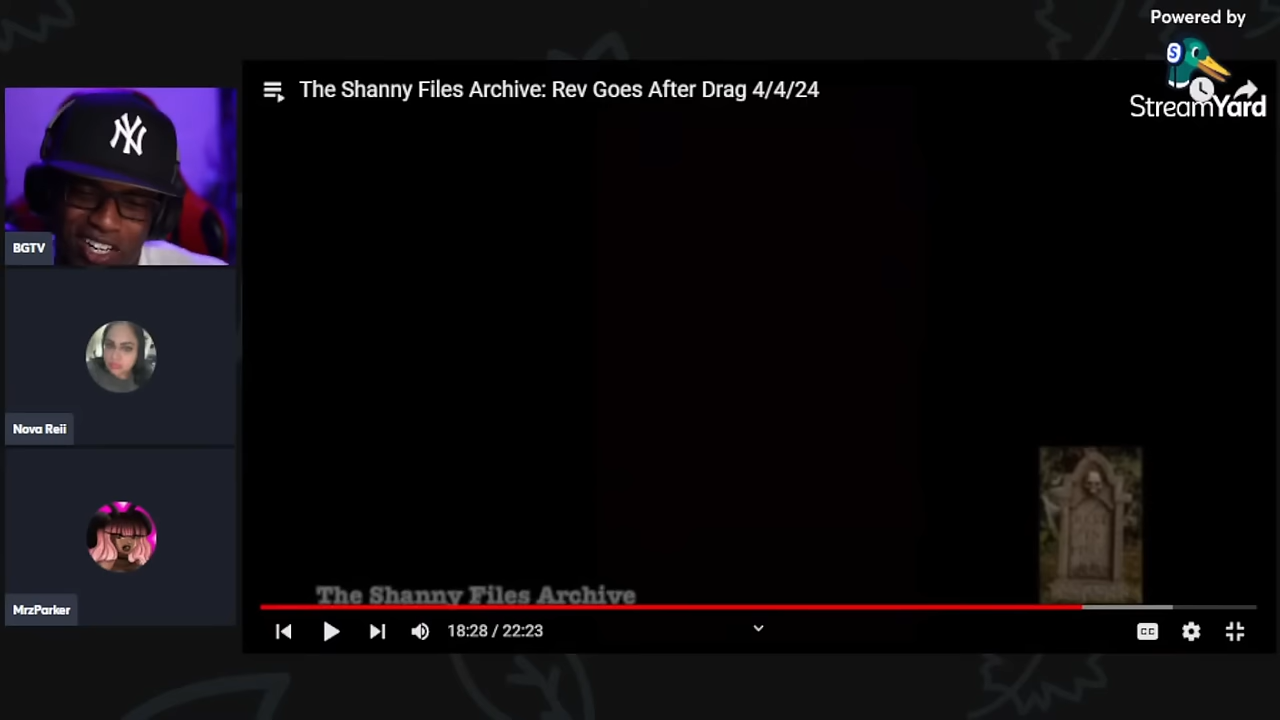 Powered by
StreamYard
The Shanny Files Archive: Rev Goes After Drag 4/4/24
NY
BGTV
Nova Reii
MrzParker
The Shanny Files Archive
18:28 / 22:23
CC